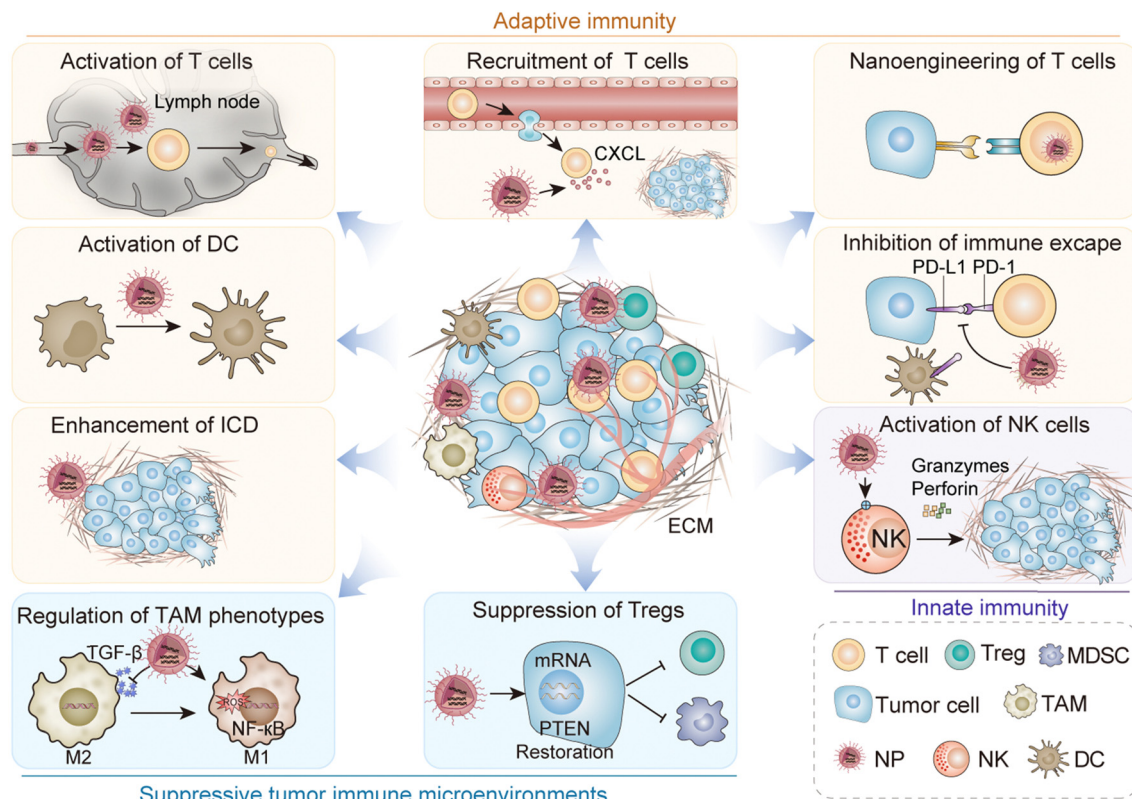 Adaptive immunity
Activation of T cells
Lymph node
Recruitment of T cells
CXCL
Nanoengineering of T cells
Activation of DC
Inhibition of immune excape
PD-L1 PD-1
Enhancement of ICD
ECM
Activation of NK cells
Granzymes
Perforin
NK
Innate immunity
Regulation of TAM phenotypes
TGF-β
ROS
NF-κB
M2
M1
Suppression of Tregs
mRNA
PTEN
Restoration
T cell
Treg
MDSC
Tumor cell
TAM
NP
NK
DC
Suppressive tumor immune microenvironments